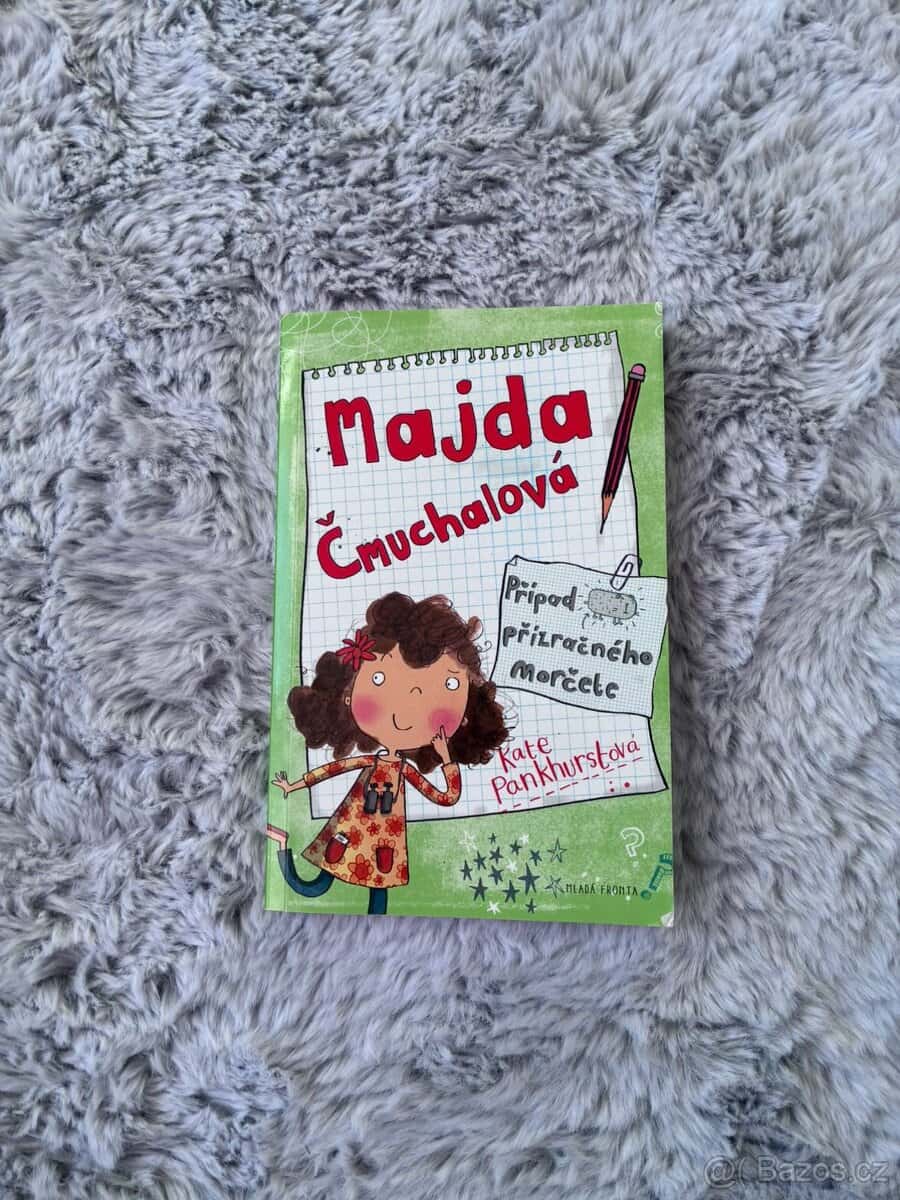 Majda
Čmuchalová
Případ
přízračného
morčete
Kate
Pankhurstová
?
MLADÁ FRONTA
@( Bazos.cz